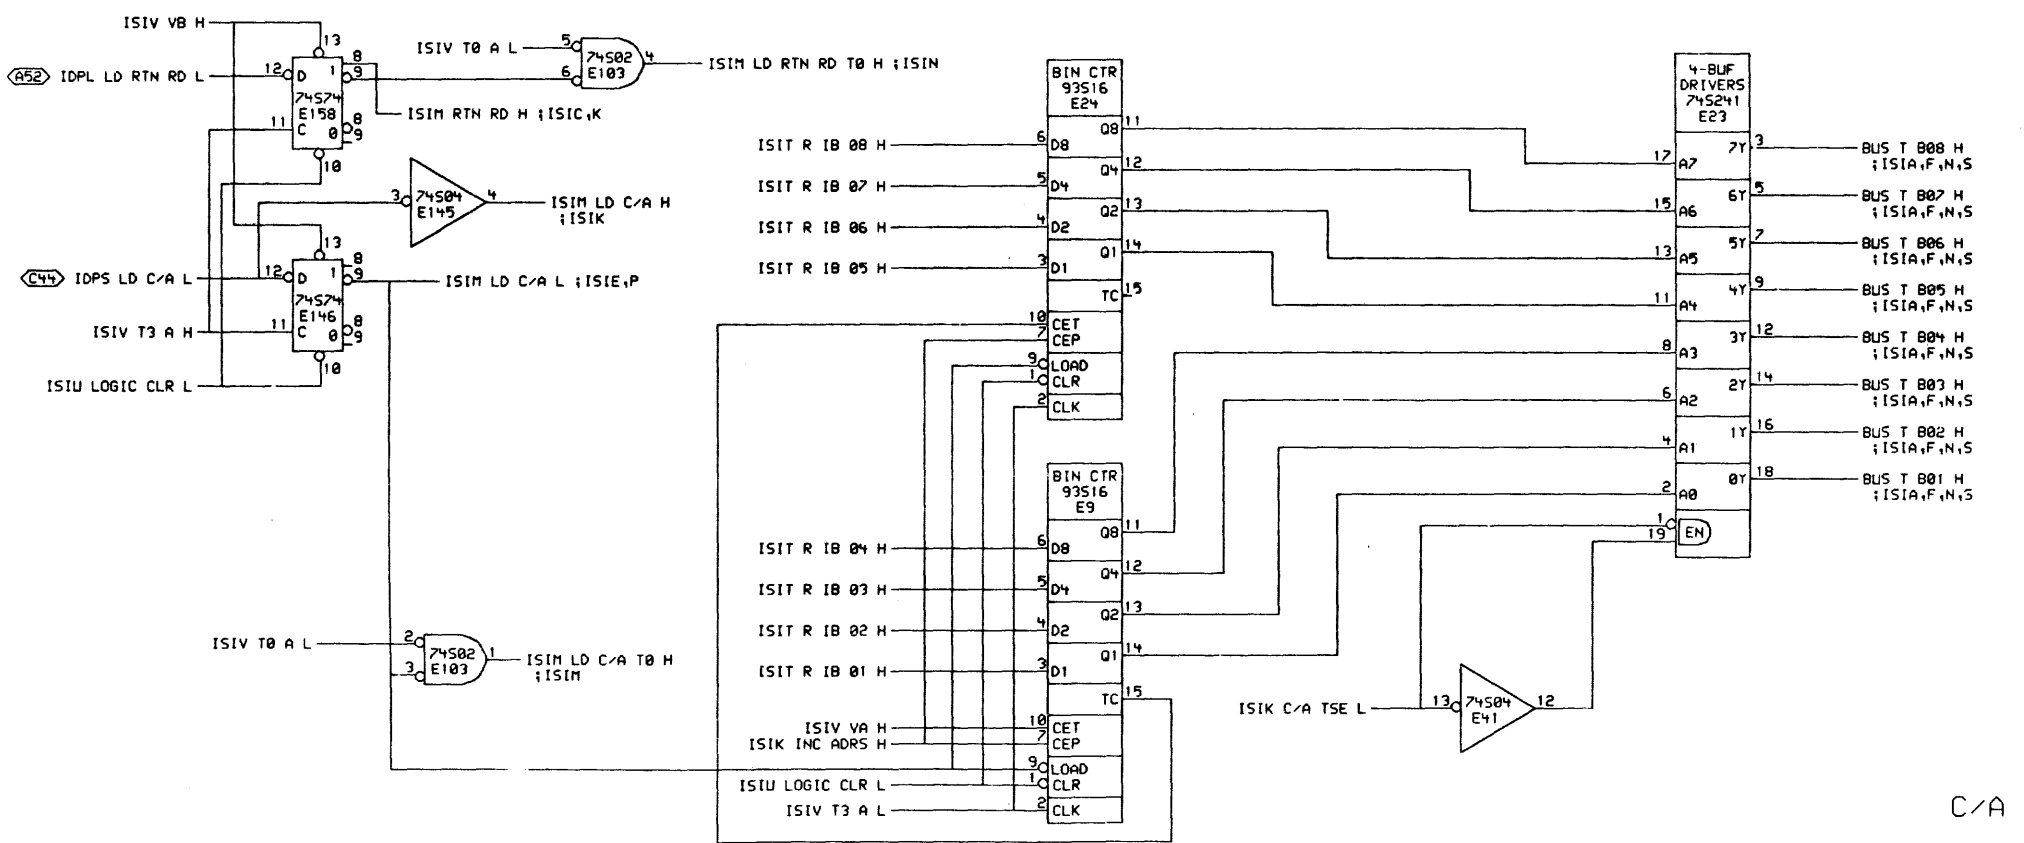 ISIV VB H
A52 IDPL LD RTN RD L
13
12 D 1 8
9
74S74
E158
11 C 0 8
9
10
ISIV T0 A L
5
6
74S02
E103
4
ISIM LD RTN RD T0 H ;ISIN
ISIM RTN RD H ;ISIC,K
3 74S04
E145
4
ISIM LD C/A H
;ISIK
C44 IDPS LD C/A L
13
12 D 1 8
9
74S74
E146
11 C 0 8
9
10
ISIM LD C/A L ;ISIE,P
ISIV T3 A H
ISIU LOGIC CLR L
ISIV T0 A L
2
3
74S02
E103
1
ISIM LD C/A T0 H
;ISIM
BIN CTR
93S16
E24
ISIT R IB 08 H 6 D8 Q8 11
ISIT R IB 07 H 5 D4 Q4 12
ISIT R IB 06 H 4 D2 Q2 13
ISIT R IB 05 H 3 D1 Q1 14
TC 15
10 CET
7 CEP
9 LOAD
1 CLR
2 CLK
BIN CTR
93S16
E9
ISIT R IB 04 H 6 D8 Q8 11
ISIT R IB 03 H 5 D4 Q4 12
ISIT R IB 02 H 4 D2 Q2 13
ISIT R IB 01 H 3 D1 Q1 14
TC 15
ISIV VA H 10 CET
ISIK INC ADRS H 7 CEP
9 LOAD
ISIU LOGIC CLR L 1 CLR
ISIV T3 A L 2 CLK
4-BUF
DRIVERS
74S241
E23
17 A7 7Y 3 BUS T B08 H
;ISIA,F,N,S
15 A6 6Y 5 BUS T B07 H
;ISIA,F,N,S
13 A5 5Y 7 BUS T B06 H
;ISIA,F,N,S
11 A4 4Y 9 BUS T B05 H
;ISIA,F,N,S
8 A3 3Y 12 BUS T B04 H
;ISIA,F,N,S
6 A2 2Y 14 BUS T B03 H
;ISIA,F,N,S
4 A1 1Y 16 BUS T B02 H
;ISIA,F,N,S
2 A0 0Y 18 BUS T B01 H
;ISIA,F,N,S
1
19 EN
ISIK C/A TSE L 13 74S04
E41
12
C/A